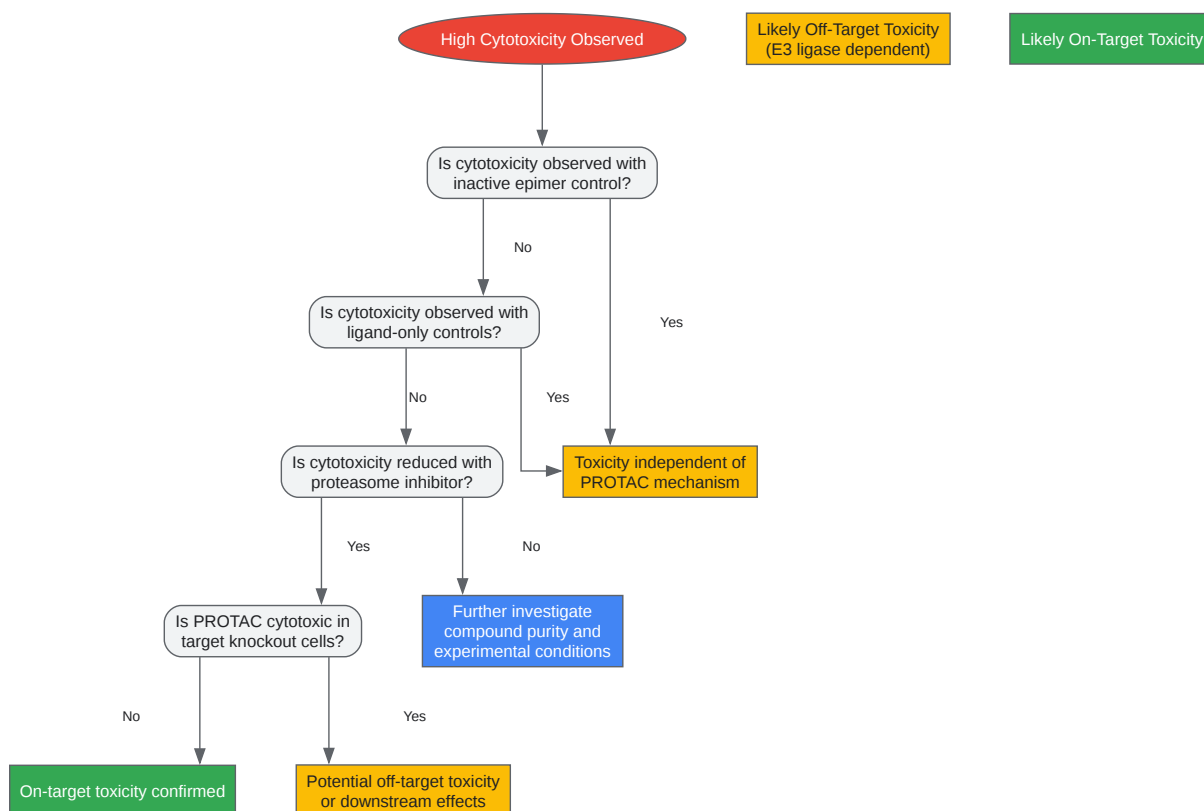 High Cytotoxicity Observed
Likely Off-Target Toxicity
(E3 ligase dependent)
Likely On-Target Toxicity
Is cytotoxicity observed with
inactive epimer control?
No
Yes
Is cytotoxicity observed with
ligand-only controls?
No
Yes
Is cytotoxicity reduced with
proteasome inhibitor?
Toxicity independent of
PROTAC mechanism
Yes
No
Is PROTAC cytotoxic in
target knockout cells?
Further investigate
compound purity and
experimental conditions
No
Yes
On-target toxicity confirmed
Potential off-target toxicity
or downstream effects